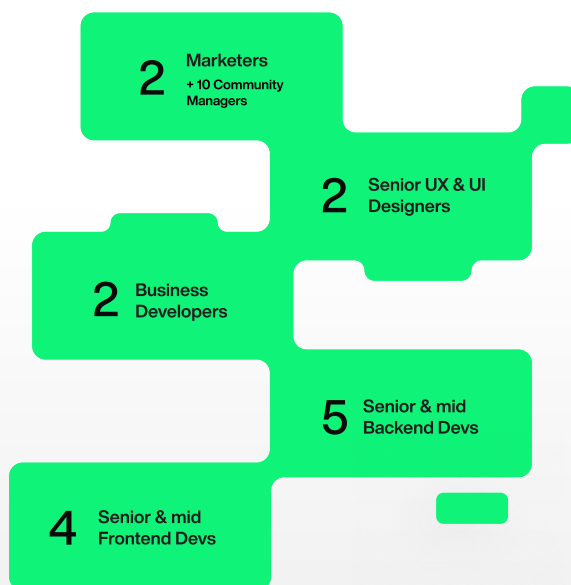 2
Marketers
+ 10 Community
Managers
2
Senior UX & UI
Designers
2
Business
Developers
5
Senior & mid
Backend Devs
4
Senior & mid
Frontend Devs